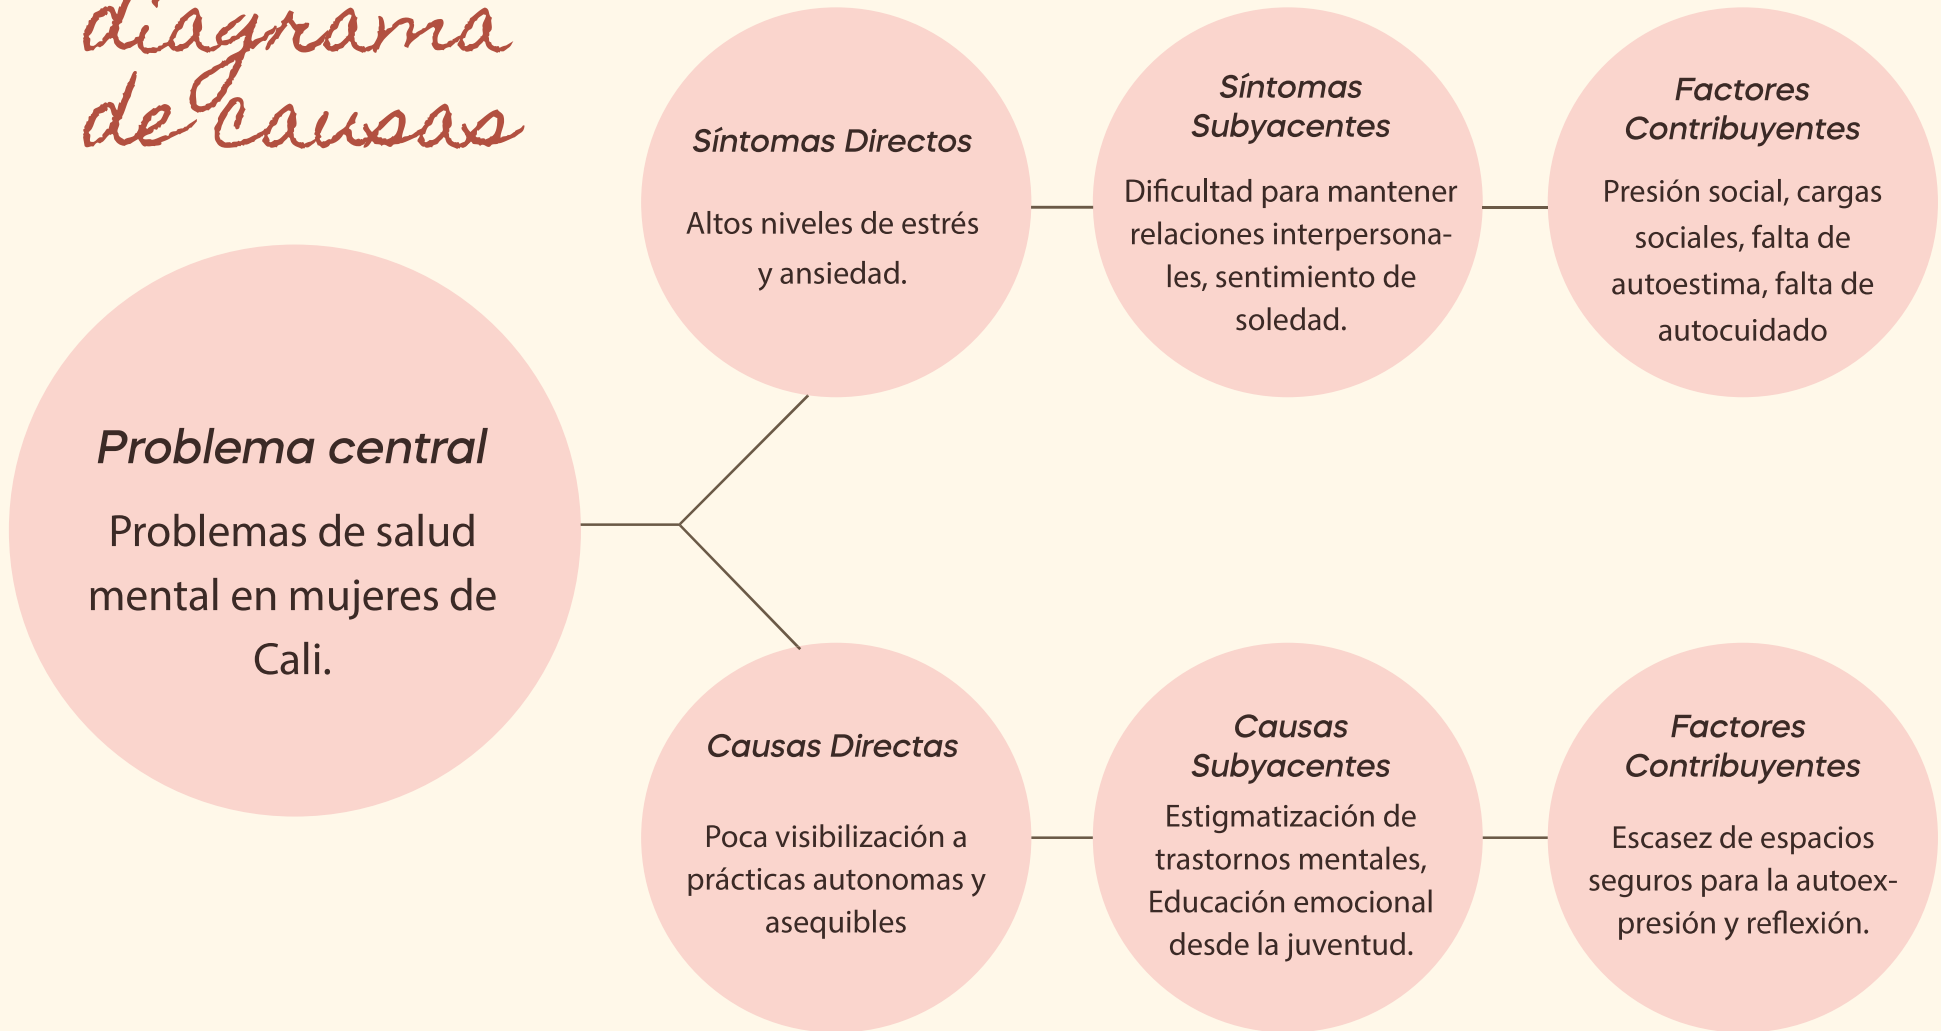 diagrama
de causas
Problema central
Problemas de salud
mental en mujeres de
Cali.
Síntomas Directos
Altos niveles de estrés
y ansiedad.
Síntomas
Subyacentes
Dificultad para mantener
relaciones interpersona-
les, sentimiento de
soledad.
Factores
Contribuyentes
Presión social, cargas
sociales, falta de
autoestima, falta de
autocuidado
Causas Directas
Poca visibilización a
prácticas autonomas y
asequibles
Causas
Subyacentes
Estigmatización de
trastornos mentales,
Educación emocional
desde la juventud.
Factores
Contribuyentes
Escasez de espacios
seguros para la autoex-
presión y reflexión.